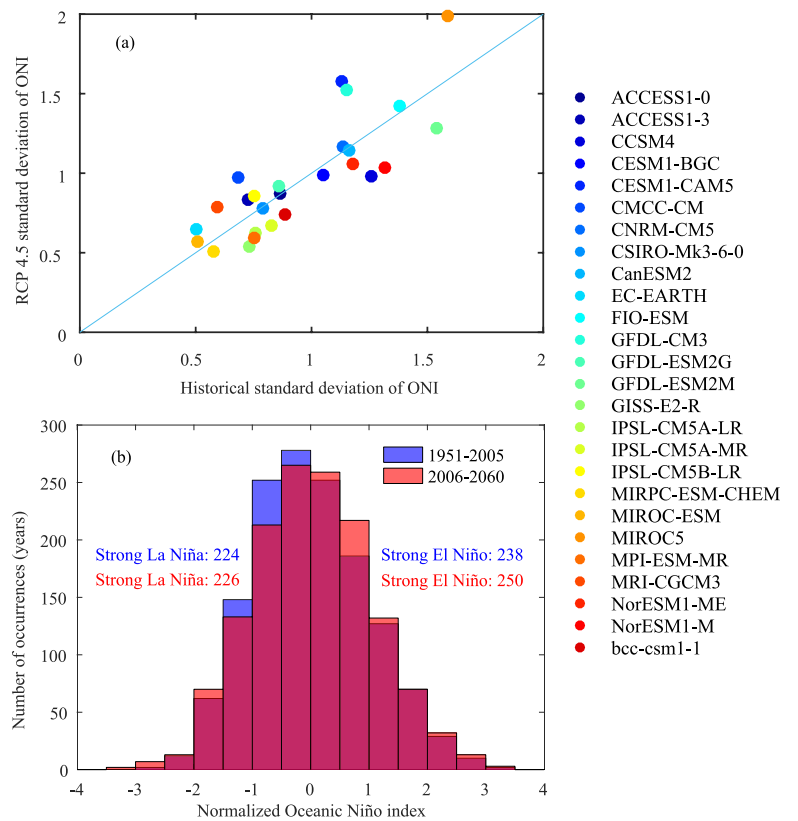 (a)
2
1.5
1
0.5
0
RCP 4.5 standard deviation of ONI
0
0.5
1
1.5
2
Historical standard deviation of ONI
ACCESS1-0
ACCESS1-3
CCSM4
CESM1-BGC
CESM1-CAM5
CMCC-CM
CNRM-CM5
CSIRO-Mk3-6-0
CanESM2
EC-EARTH
FIO-ESM
GFDL-CM3
GFDL-ESM2G
GFDL-ESM2M
GISS-E2-R
IPSL-CM5A-LR
IPSL-CM5A-MR
IPSL-CM5B-LR
MIRPC-ESM-CHEM
MIROC-ESM
MIROC5
MPI-ESM-MR
MRI-CGCM3
NorESM1-ME
NorESM1-M
bcc-csm1-1
(b)
1951-2005
2006-2060
Strong La Niña: 224
Strong El Niño: 238
Strong La Niña: 226
Strong El Niño: 250
300
250
200
150
100
50
0
Number of occurrences (years)
-4
-3
-2
-1
0
1
2
3
4
Normalized Oceanic Niño index